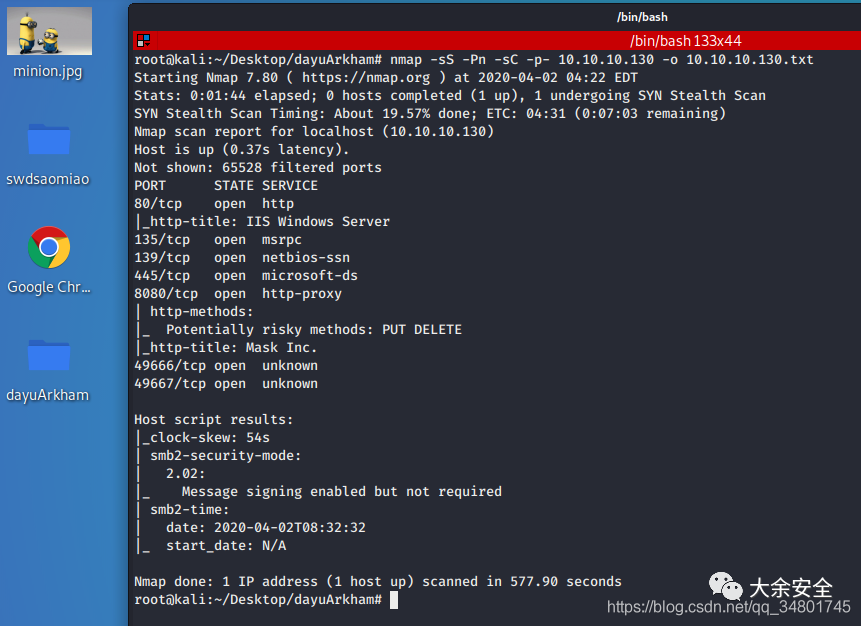 /bin/bash
/bin/bash 133x44
minion.jpg
swdsaomiao
Google Chr...
dayuArkham
root@kali:~/Desktop/dayuArkham# nmap -sS -Pn -sC -p- 10.10.10.130 -o 10.10.10.130.txt
Starting Nmap 7.80 ( https://nmap.org ) at 2020-04-02 04:22 EDT
Stats: 0:01:44 elapsed; 0 hosts completed (1 up), 1 undergoing SYN Stealth Scan
SYN Stealth Scan Timing: About 19.57% done; ETC: 04:31 (0:07:03 remaining)
Nmap scan report for localhost (10.10.10.130)
Host is up (0.37s latency).
Not shown: 65528 filtered ports
PORT      STATE SERVICE
80/tcp    open  http
|_http-title: IIS Windows Server
135/tcp   open  msrpc
139/tcp   open  netbios-ssn
445/tcp   open  microsoft-ds
8080/tcp  open  http-proxy
| http-methods:
|_  Potentially risky methods: PUT DELETE
|_http-title: Mask Inc.
49666/tcp open  unknown
49667/tcp open  unknown
Host script results:
|_clock-skew: 54s
| smb2-security-mode:
|   2.02:
|_    Message signing enabled but not required
| smb2-time:
|   date: 2020-04-02T08:32:32
|_  start_date: N/A
Nmap done: 1 IP address (1 host up) scanned in 577.90 seconds
root@kali:~/Desktop/dayuArkham#
大余安全
https://blog.csdn.net/qq_34801745